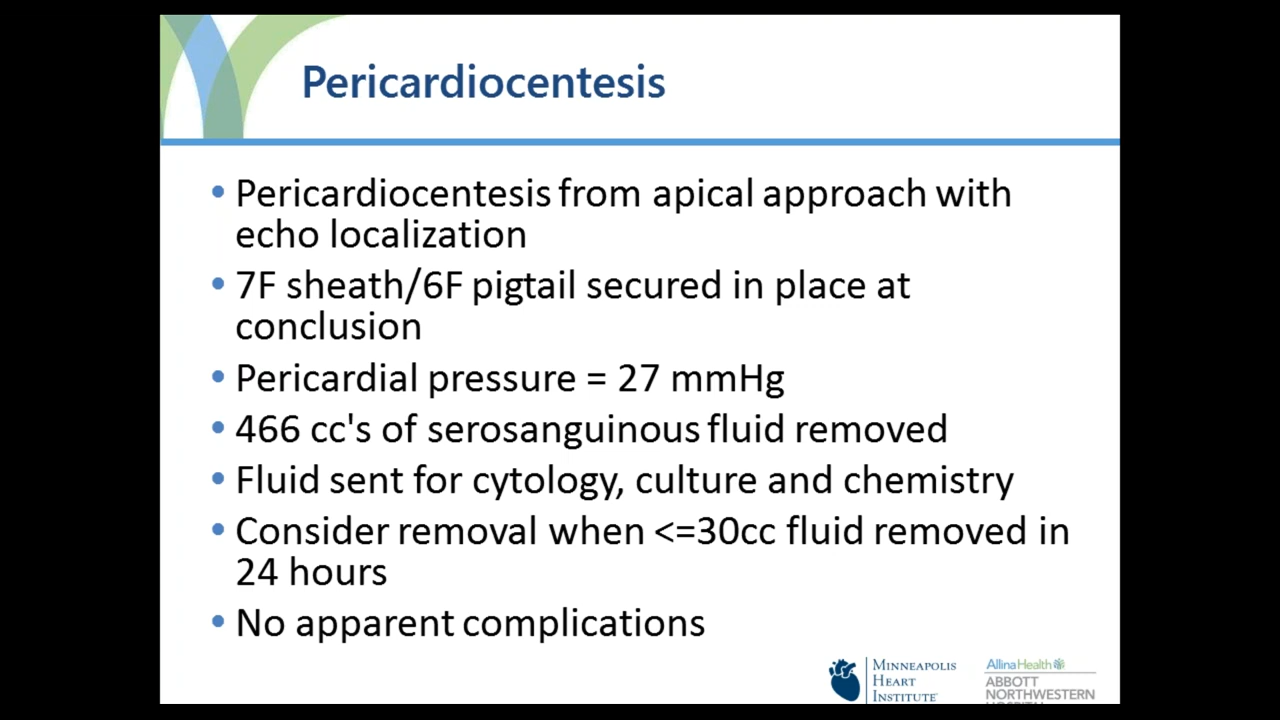 Pericardiocentesis
• Pericardiocentesis from apical approach with
echo localization
• 7F sheath/6F pigtail secured in place at
conclusion
• Pericardial pressure = 27 mmHg
• 466 cc's of serosanguinous fluid removed
• Fluid sent for cytology, culture and chemistry
• Consider removal when <=30cc fluid removed in
24 hours
• No apparent complications
MINNEAPOLIS
HEART
INSTITUTE
AllinaHealth
ABBOTT
NORTHWESTERN
HOSPITAL